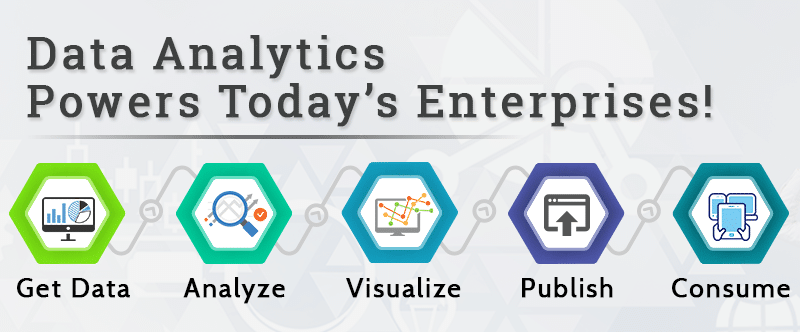 Data Analytics
Powers Today’s Enterprises!
Get Data
Analyze
Visualize
Publish
Consume